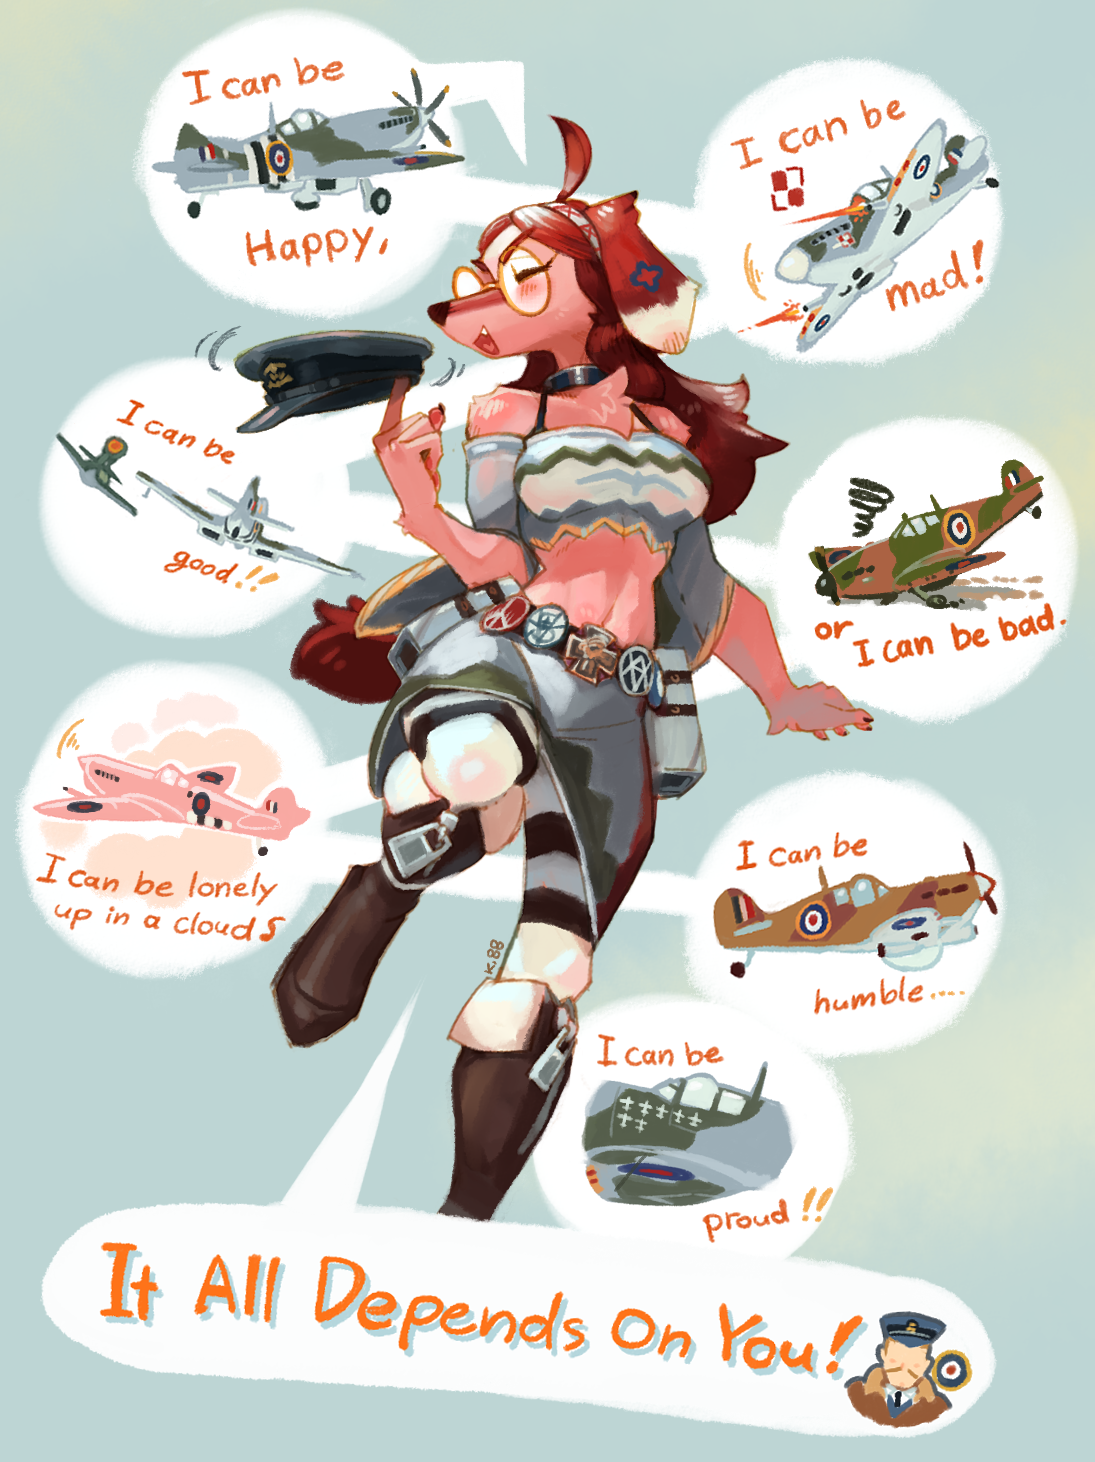 I can be
Happy,
I can be
mad!
I can be
good!!
or
I can be bad.
I can be lonely
up in a clouds
I can be
humble.....
I can be
proud!!
K.88
It All Depends On You!